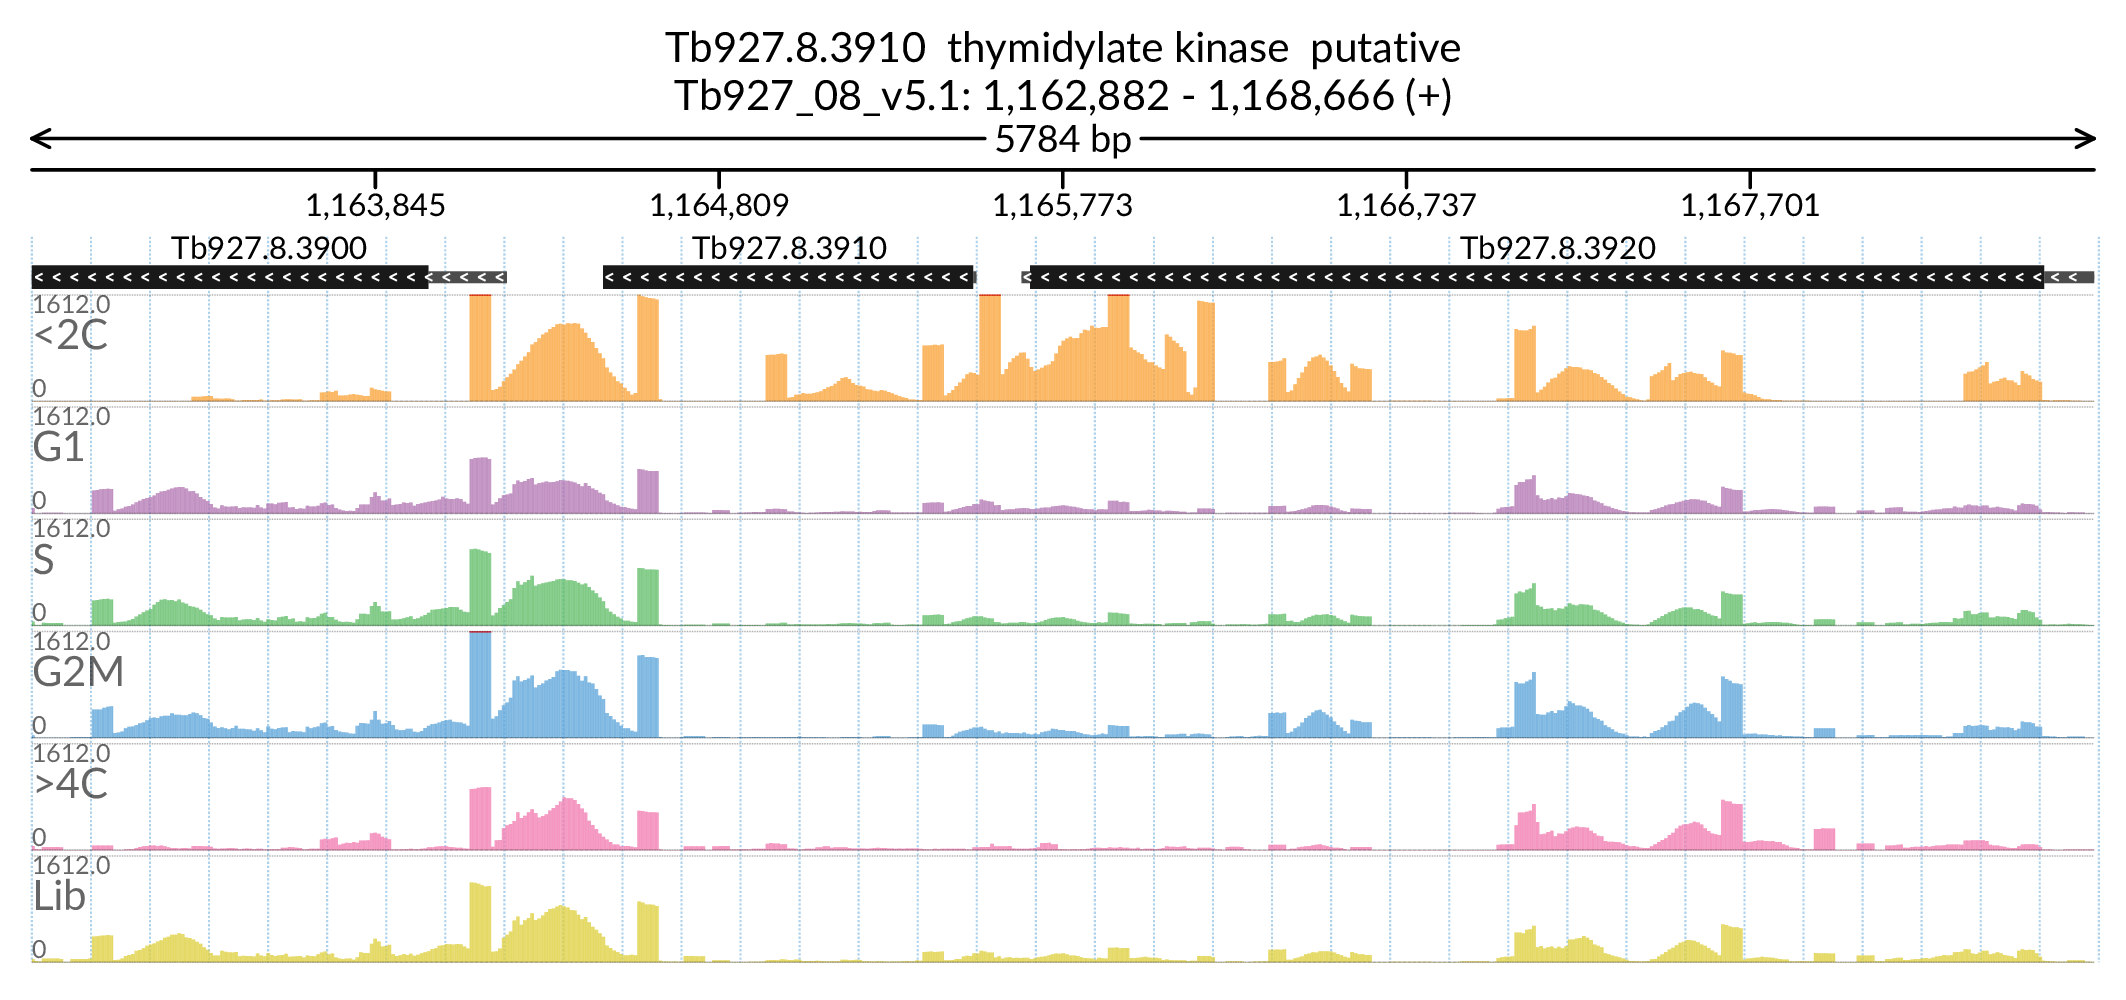 Tb927.8.3910  thymidylate kinase  putative
Tb927_08_v5.1: 1,162,882 - 1,168,666 (+)
5784 bp
1,163,845 1,164,809 1,165,773 1,166,737 1,167,701
Tb927.8.3900 Tb927.8.3910 Tb927.8.3920
1612.0
<2C
0
1612.0
G1
0
1612.0
S
0
1612.0
G2M
0
1612.0
>4C
0
1612.0
Lib
0